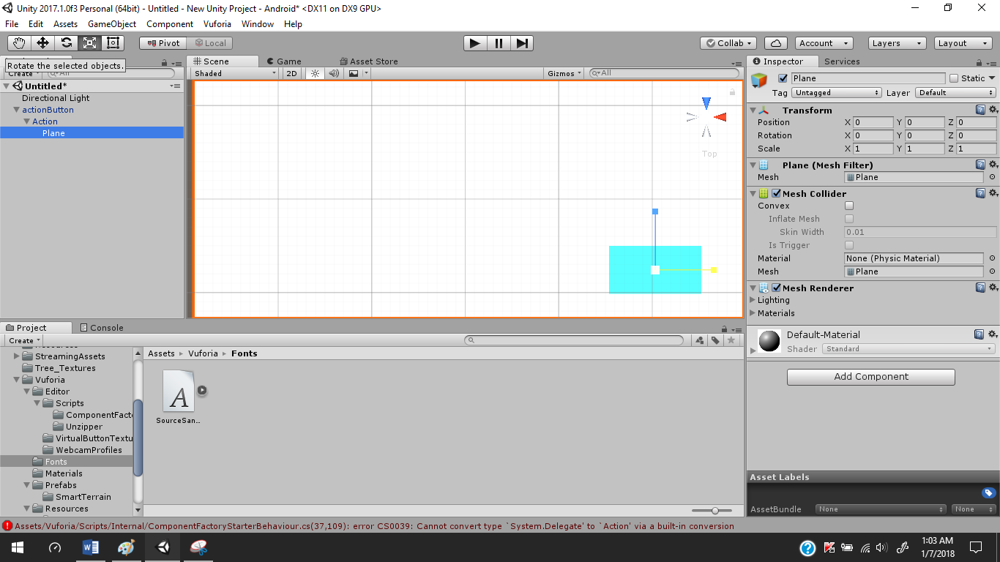 Unity 2017.1.0f3 Personal (64bit) - Untitled - New Unity Project - Android* <DX11 on DX9 GPU>
File Edit Assets GameObject Component Vuforia Window Help
Pivot Local Collab Account Layers Layout
Rotate the selected objects.
Create All
Untitled*
Directional Light
actionButton
Action
Plane
Scene Game Asset Store
Shaded 2D Gizmos All
Top
Inspector Services
Plane Static
Tag Untagged Layer Default
Transform
Position X 0 Y 0 Z 0
Rotation X 0 Y 0 Z 0
Scale X 1 Y 1 Z 1
Plane (Mesh Filter)
Mesh Plane
Mesh Collider
Convex
Inflate Mesh
Skin Width 0.01
Is Trigger
Material None (Physic Material)
Mesh Plane
Mesh Renderer
Lighting
Materials
Default-Material
Shader Standard
Add Component
Asset Labels
AssetBundle None None
Project Console
Create
StreamingAssets
Tree_Textures
Vuforia
Editor
Scripts
ComponentFacto
Unzipper
VirtualButtonTextu
WebcamProfiles
Fonts
Materials
Prefabs
SmartTerrain
Resources
Assets Vuforia Fonts
A
SourceSan...
Assets/Vuforia/Scripts/Internal/ComponentFactoryStarterBehaviour.cs(37,109): error CS0039: Cannot convert type `System.Delegate' to `Action' via a built-in conversion
1:03 AM
1/7/2018